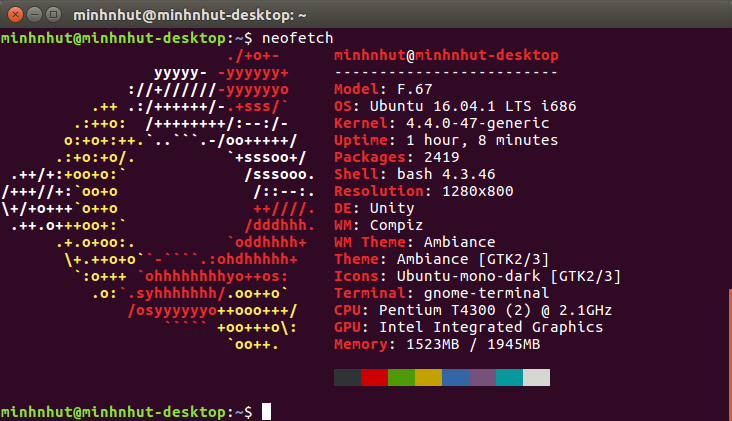 minhnhut@minhnhut-desktop: ~
minhnhut@minhnhut-desktop:~$ neofetch
./+o+-       minhnhut@minhnhut-desktop
yyyyy- -yyyyyy+     -------------------------
://+//////-yyyyyyo     Model: F.67
.++ .:/++++++/-.+sss/`     OS: Ubuntu 16.04.1 LTS i686
.:++o:  /++++++++/:--:/-     Kernel: 4.4.0-47-generic
o:+o+:++.`..```.-/oo+++++/     Uptime: 1 hour, 8 minutes
.:+o:+o/.          `+sssoo+/     Packages: 2419
.++/+:+oo+o:`             /sssooo.     Shell: bash 4.3.46
/+++//+:`oo+o               /::--:.     Resolution: 1280x800
\+/+o+++`o++o               ++////.     DE: Unity
.++.o+++oo+:`             /dddhhh.     WM: Compiz
.+.o+oo:.          `oddhhhh+     WM Theme: Ambiance
\+.++o+o``-````.:ohdhhhhh+     Theme: Ambiance [GTK2/3]
`:o+++ `ohhhhhhhhyo++os:     Icons: Ubuntu-mono-dark [GTK2/3]
.o:`.syhhhhhhh/.oo++o`     Terminal: gnome-terminal
/osyyyyyyo++ooo+++/     CPU: Pentium T4300 (2) @ 2.1GHz
````` +oo+++o\:     GPU: Intel Integrated Graphics
`oo++.     Memory: 1523MB / 1945MB
minhnhut@minhnhut-desktop:~$